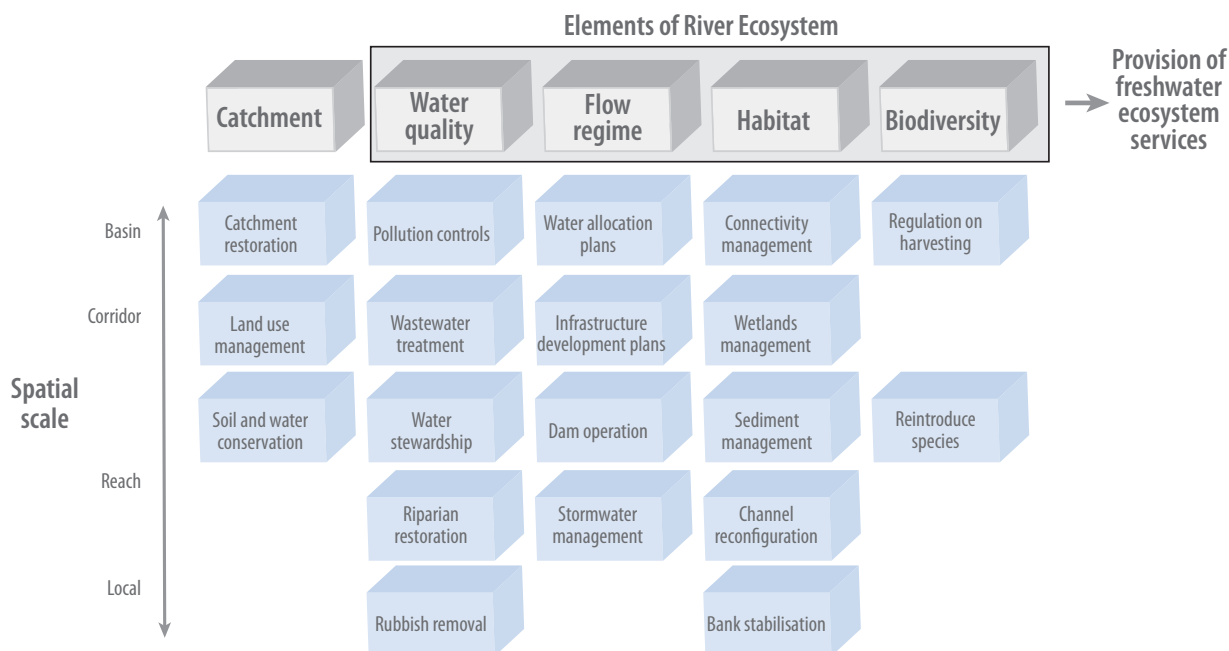 Elements of River Ecosystem
Catchment
Water
quality
Flow
regime
Habitat
Biodiversity
Provision of
freshwater
ecosystem
services
Spatial
scale
Basin
Catchment
restoration
Pollution controls
Water allocation
plans
Connectivity
management
Regulation on
harvesting
Corridor
Land use
management
Wastewater
treatment
Infrastructure
development plans
Wetlands
management
Soil and water
conservation
Water
stewardship
Dam operation
Sediment
management
Reintroduce
species
Reach
Riparian
restoration
Stormwater
management
Channel
reconfiguration
Local
Rubbish removal
Bank stabilisation